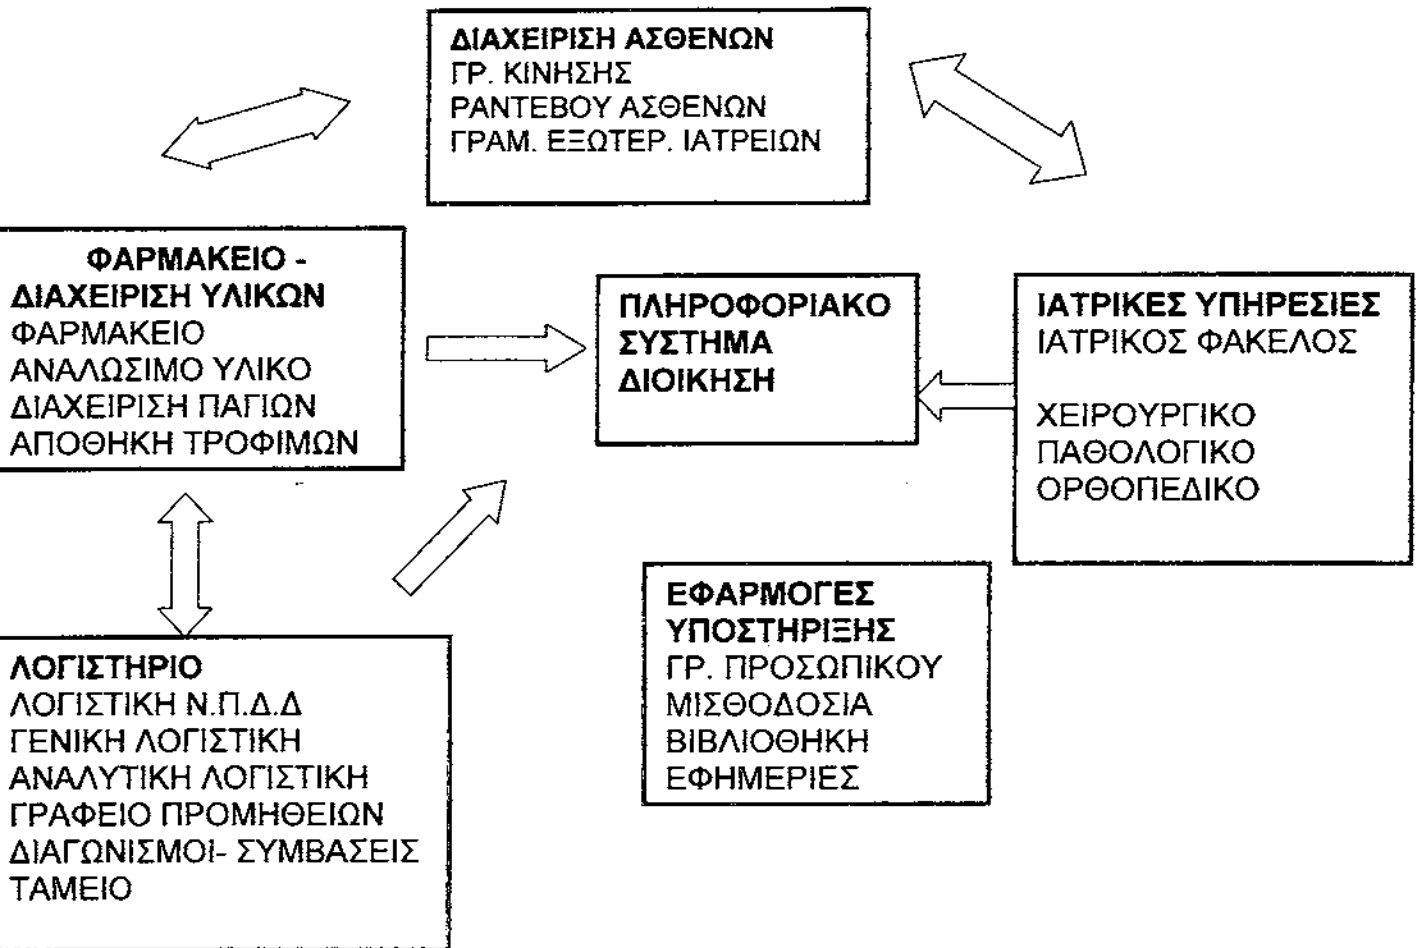 ΔΙΑΧΕΙΡΙΣΗ ΑΣΘΕΝΩΝ
ΓΡ. ΚΙΝΗΣΗΣ
ΡΑΝΤΕΒΟΥ ΑΣΘΕΝΩΝ
ΓΡΑΜ. ΕΞΩΤΕΡ. ΙΑΤΡΕΙΩΝ
ΦΑΡΜΑΚΕΙΟ -
ΔΙΑΧΕΙΡΙΣΗ ΥΛΙΚΩΝ
ΦΑΡΜΑΚΕΙΟ
ΑΝΑΛΩΣΙΜΟ ΥΛΙΚΟ
ΔΙΑΧΕΙΡΙΣΗ ΠΑΓΙΩΝ
ΑΠΟΘΗΚΗ ΤΡΟΦΙΜΩΝ
ΠΛΗΡΟΦΟΡΙΑΚΟ
ΣΥΣΤΗΜΑ
ΔΙΟΙΚΗΣΗ
ΙΑΤΡΙΚΕΣ ΥΠΗΡΕΣΙΕΣ
ΙΑΤΡΙΚΟΣ ΦΑΚΕΛΟΣ
ΧΕΙΡΟΥΡΓΙΚΟ
ΠΑΘΟΛΟΓΙΚΟ
ΟΡΘΟΠΕΔΙΚΟ
ΛΟΓΙΣΤΗΡΙΟ
ΛΟΓΙΣΤΙΚΗ Ν.Π.Δ.Δ
ΓΕΝΙΚΗ ΛΟΓΙΣΤΙΚΗ
ΑΝΑΛΥΤΙΚΗ ΛΟΓΙΣΤΙΚΗ
ΓΡΑΦΕΙΟ ΠΡΟΜΗΘΕΙΩΝ
ΔΙΑΓΩΝΙΣΜΟΙ- ΣΥΜΒΑΣΕΙΣ
ΤΑΜΕΙΟ
ΕΦΑΡΜΟΓΕΣ
ΥΠΟΣΤΗΡΙΞΗΣ
ΓΡ. ΠΡΟΣΩΠΙΚΟΥ
ΜΙΣΘΟΔΟΣΙΑ
ΒΙΒΛΙΟΘΗΚΗ
ΕΦΗΜΕΡΙΕΣ